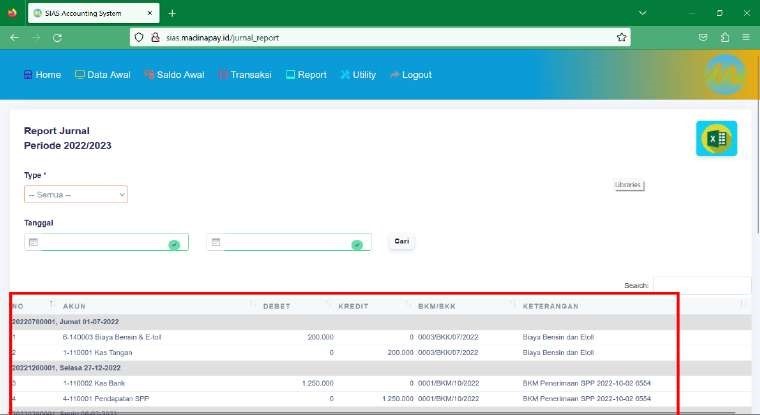 SIAS Accounting System
sias.madinapay.id/jurnal_report
Home Data Awal Saldo Awal Transaksi Report Utility Logout
Report Jurnal
Periode 2022/2023
Type *
-- Semua --
Libraries
Tanggal
Cari
Search:
NO AKUN DEBET KREDIT BKM/BKK KETERANGAN
20220700001, Jumat 01-07-2022
1 6-140003 Biaya Bensin & E-toll 200.000 0 0003/BKK/07/2022 Biaya Bensin dan Etoll
2 1-110001 Kas Tangan 0 200.000 0003/BKK/07/2022 Biaya Bensin dan Etoll
20221200001, Selasa 27-12-2022
3 1-110002 Kas Bank 1.250.000 0 0001/BKM/10/2022 BKM Penerimaan SPP 2022-10-02 0554
4 4-110001 Pendapatan SPP 0 1.250.000 0001/BKM/10/2022 BKM Penerimaan SPP 2022-10-02 0554